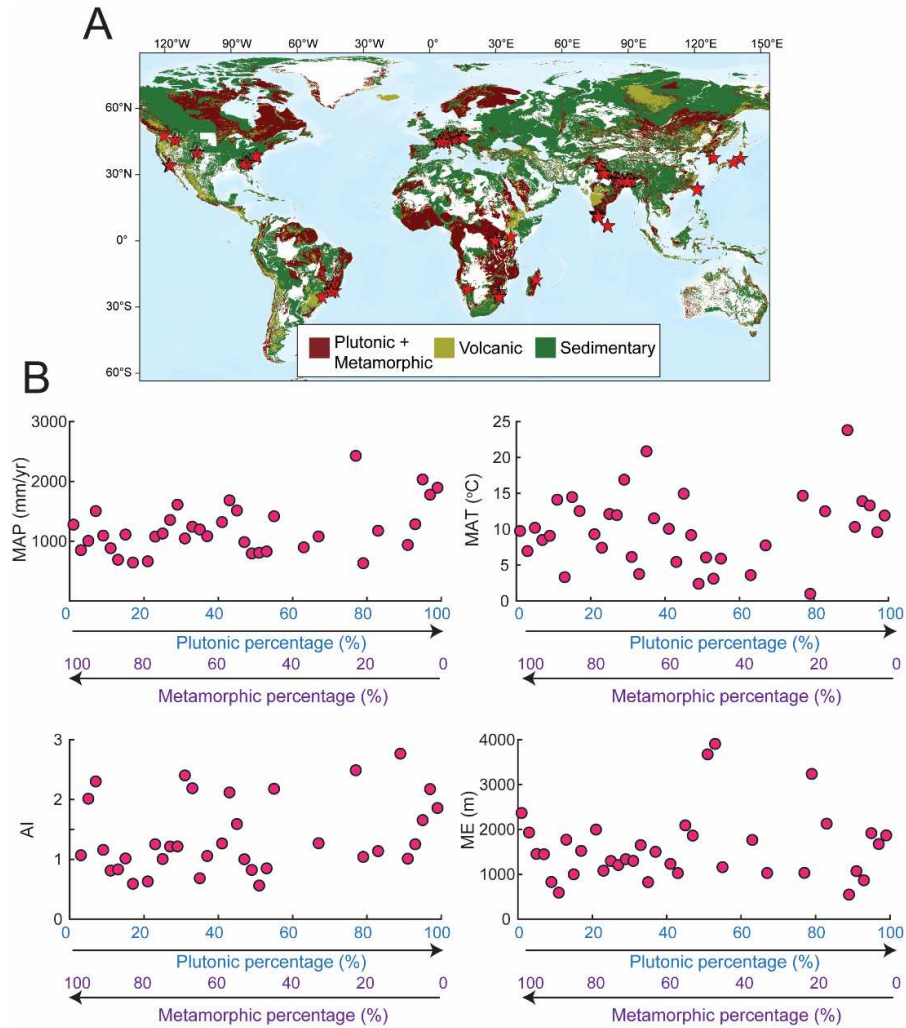 A
120°W 90°W 60°W 30°W 0° 30°E 60°E 90°E 120°E 150°E
60°N
30°N
0°
30°S
60°S
Plutonic + Metamorphic
Volcanic
Sedimentary
B
MAP (mm/yr)
3000
2000
1000
0 20 40 60 80 100
Plutonic percentage (%)
100 80 60 40 20 0
Metamorphic percentage (%)
MAT (°C)
25
20
15
10
5
0
0 20 40 60 80 100
Plutonic percentage (%)
100 80 60 40 20 0
Metamorphic percentage (%)
AI
3
2
1
0
0 20 40 60 80 100
Plutonic percentage (%)
100 80 60 40 20 0
Metamorphic percentage (%)
ME (m)
4000
3000
2000
1000
0
0 20 40 60 80 100
Plutonic percentage (%)
100 80 60 40 20 0
Metamorphic percentage (%)